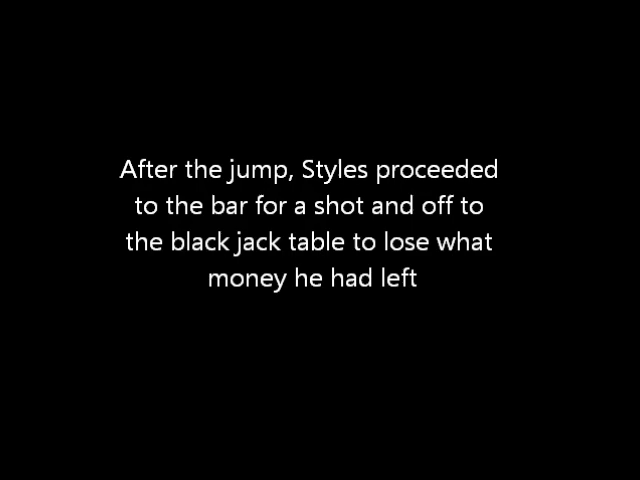 After the jump, Styles proceeded
to the bar for a shot and off to
the black jack table to lose what
money he had left